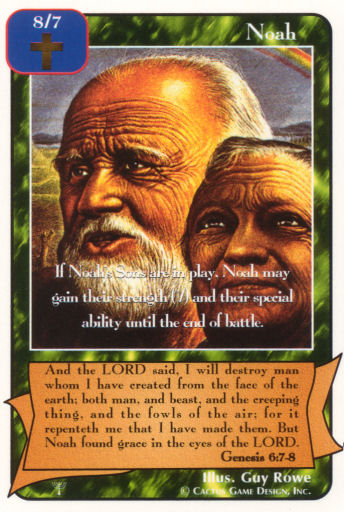 8/7
Noah
If Noah's Sons are in play, Noah may
gain their strength (7) and their special
ability until the end of battle.
And the LORD said, I will destroy man
whom I have created from the face of the
earth; both man, and beast, and the creeping
thing, and the fowls of the air; for it
repenteth me that I have made them. But
Noah found grace in the eyes of the LORD.
Genesis 6:7-8
Illus. Guy Rowe
© Cactus Game Design, Inc.